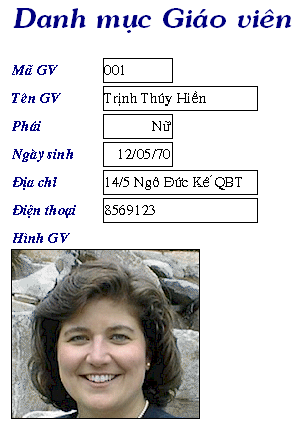 Danh mục Giáo viên
Mã GV 001
Tên GV Trịnh Thúy Hiền
Phái Nữ
Ngày sinh 12/05/70
Địa chỉ 14/5 Ngô Đức Kế QBT
Điện thoại 8569123
Hình GV